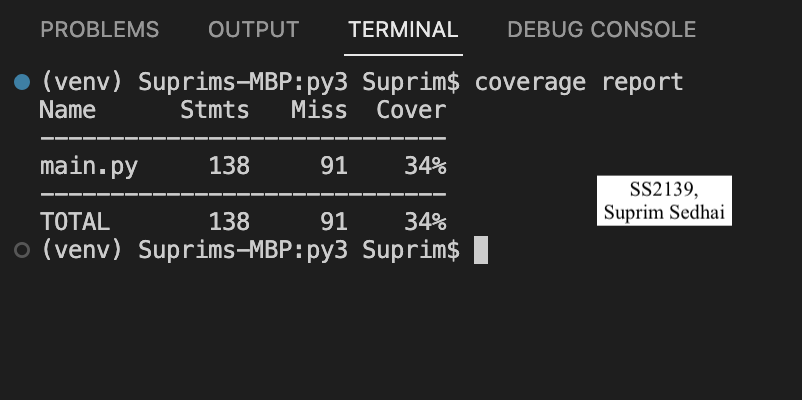 PROBLEMS OUTPUT TERMINAL DEBUG CONSOLE
(venv) Suprims-MBP:py3 Suprim$ coverage report
Name Stmts Miss Cover
-----------------------------
main.py 138 91 34%
-----------------------------
TOTAL 138 91 34%
(venv) Suprims-MBP:py3 Suprim$
SS2139,
Suprim Sedhai